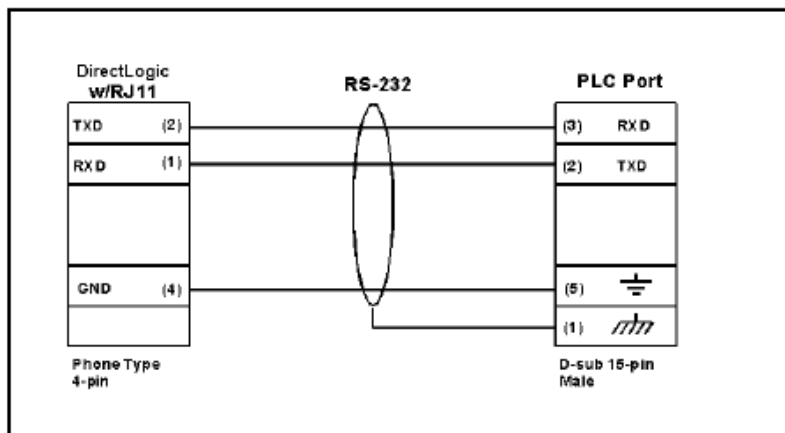 DirectLogic
w/RJ11
RS-232
PLC Port
TXD (2)
(3) RXD
RXD (1)
(2) TXD
GND (4)
(5)
(1)
Phone Type
4-pin
D-sub 15-pin
Male